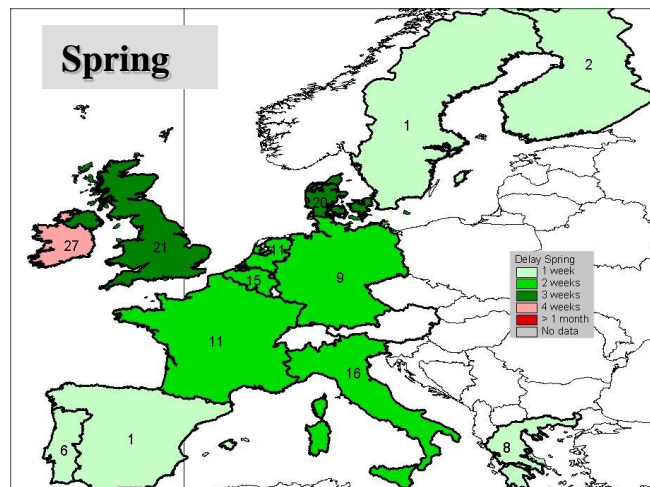 Spring
2
1
20
27
21
11
15
9
Delay Spring
1 week
2 weeks
3 weeks
4 weeks
> 1 month
No data
11
16
6
1
8